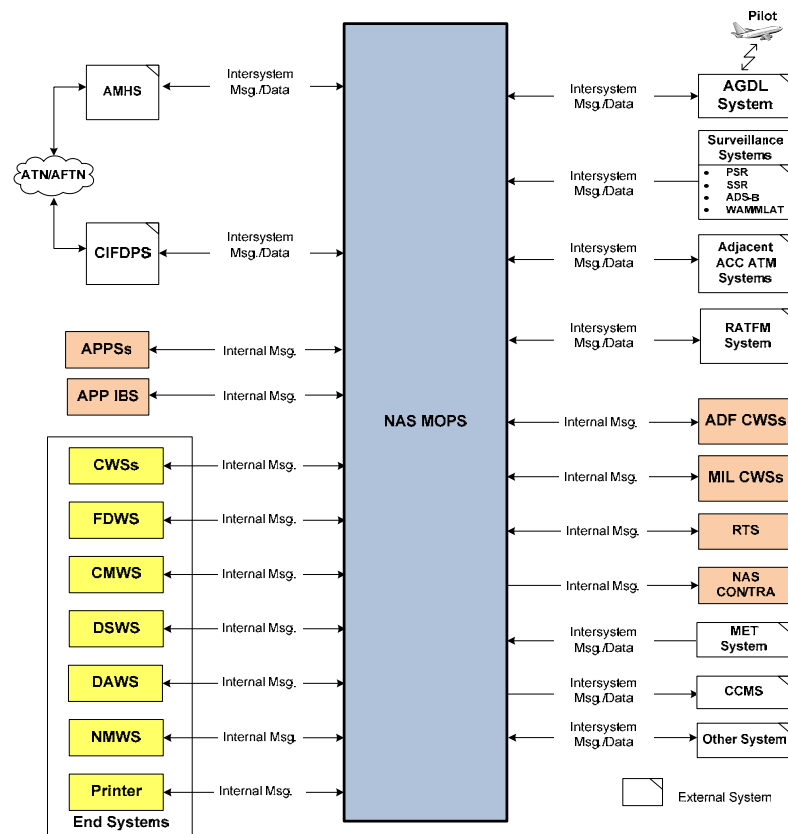 Pilot
AMHS
Intersystem
Msg./Data
Intersystem
Msg./Data
AGDL
System
Surveillance
Systems
• PSR
• SSR
• ADS-B
• WAM/MLAT
Intersystem
Msg./Data
ATN/AFTN
CIFDPS
Intersystem
Msg./Data
Intersystem
Msg./Data
Adjacent
ACC ATM
Systems
Intersystem
Msg./Data
RATFM
System
APPSs
Internal Msg.
APP IBS
Internal Msg.
NAS MOPS
Internal Msg.
ADF CWSs
CWSs
Internal Msg.
Internal Msg.
MIL CWSs
FDWS
Internal Msg.
Internal Msg.
RTS
CMWS
Internal Msg.
Internal Msg.
NAS
CON/TRA
DSWS
Internal Msg.
Intersystem
Msg./Data
MET
System
DAWS
Internal Msg.
Intersystem
Msg./Data
CCMS
NMWS
Internal Msg.
Intersystem
Msg./Data
Other System
Printer
Internal Msg.
End Systems
External System